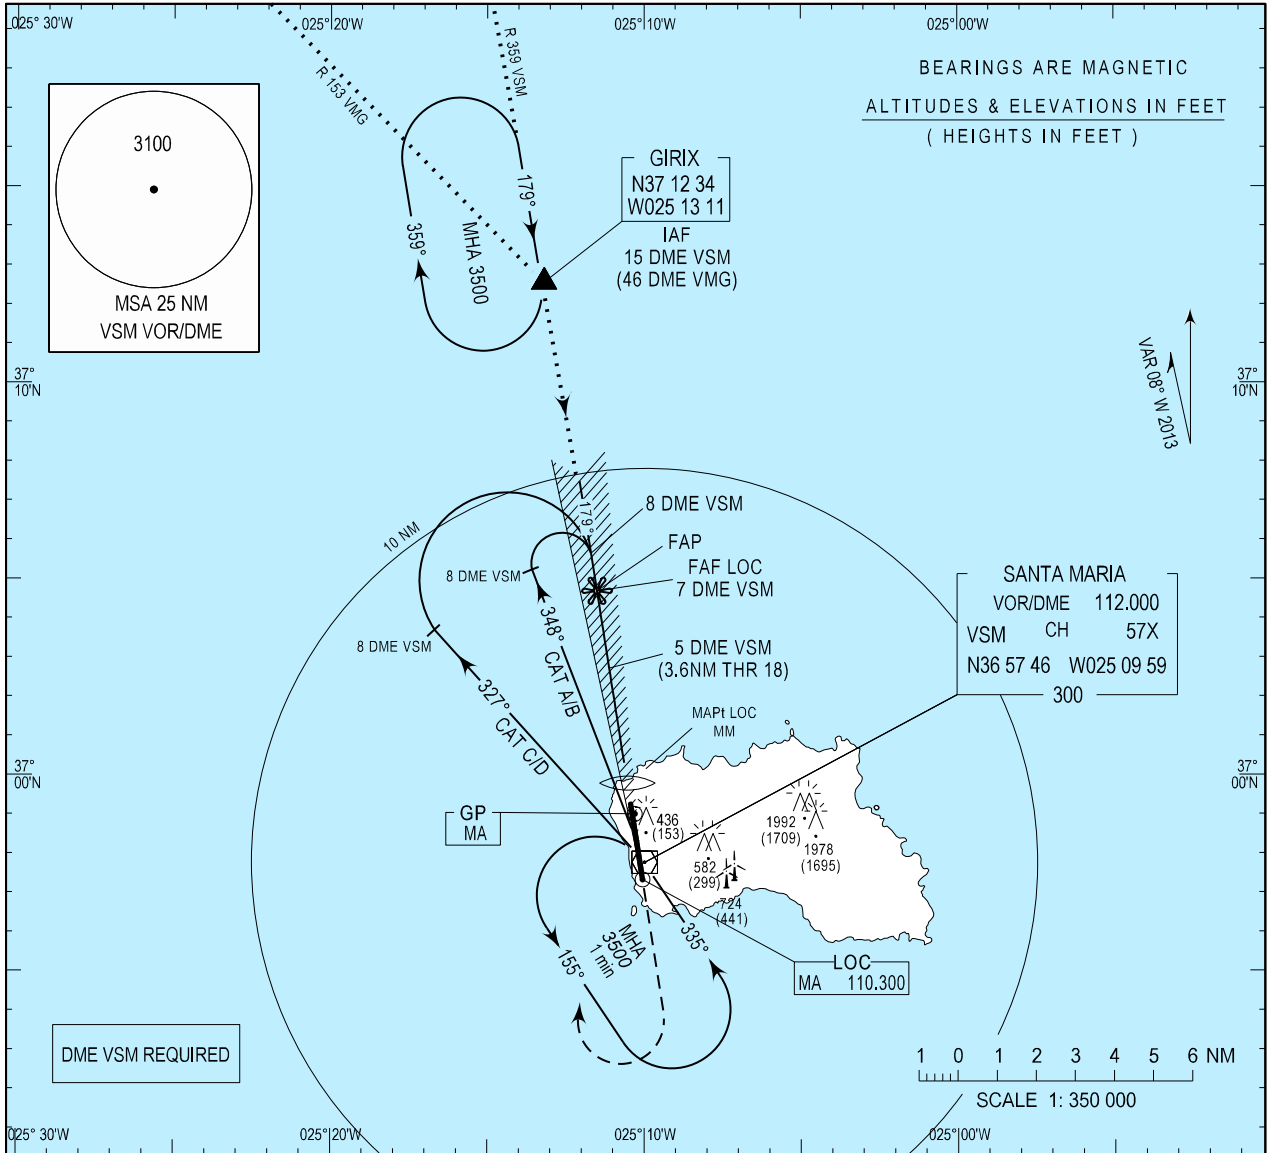 025° 30'W
025° 20'W
025° 10'W
025° 00'W
BEARINGS ARE MAGNETIC
ALTITUDES & ELEVATIONS IN FEET
( HEIGHTS IN FEET )
3100
MSA 25 NM
VSM VOR/DME
R 153 VMG
R 359 VSM
179°
359°
MHA 3500
GIRIX
N37 12 34
W025 13 11
IAF
15 DME VSM
(46 DME VMG)
VAR 08° W 2013
37°
10'N
37°
10'N
10 NM
179°
8 DME VSM
FAP
FAF LOC
7 DME VSM
8 DME VSM
8 DME VSM
348° CAT A/B
327° CAT C/D
5 DME VSM
(3.6NM THR 18)
SANTA MARIA
VOR/DME 112.000
VSM CH 57X
N36 57 46 W025 09 59
300
MAPt LOC
MM
37°
00'N
37°
00'N
GP
MA
436
(153)
582
(299)
724
(441)
1992
(1709)
1978
(1695)
MHA
3500
1 min
155°
335°
LOC
MA 110.300
DME VSM REQUIRED
1 0 1 2 3 4 5 6 NM
SCALE 1: 350 000
025° 30'W
025° 20'W
025° 10'W
025° 00'W